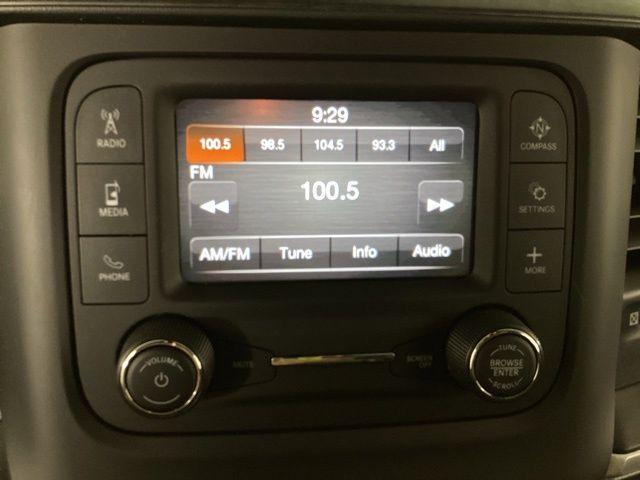 9:29
100.5 98.5 104.5 93.3 All
FM
100.5
AM/FM Tune Info Audio
RADIO
MEDIA
PHONE
COMPASS
SETTINGS
MORE
VOLUME
MUTE
SCREEN
OFF
TUNE
BROWSE
ENTER
SCROLL
N